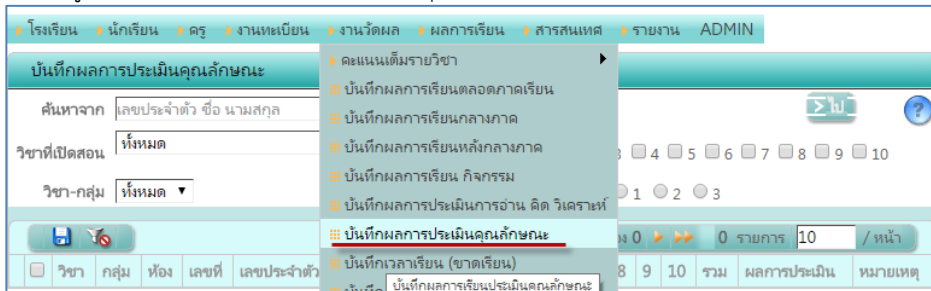 โรงเรียน นักเรียน ครู งานทะเบียน งานวัดผล ผลการเรียน สารสนเทศ รายงาน ADMIN
บันทึกผลการประเมินคุณลักษณะ
คะแนนเต็มรายวิชา
บันทึกผลการเรียนตลอดภาคเรียน
ค้นหาจาก เลขประจำตัว ชื่อ นามสกุล
ไป
?
บันทึกผลการเรียนกลางภาค
วิชาที่เปิดสอน ทั้งหมด
บันทึกผลการเรียนหลังกลางภาค
3 4 5 6 7 8 9 10
บันทึกผลการเรียน กิจกรรม
วิชา-กลุ่ม ทั้งหมด
1 2 3
บันทึกผลการประเมินการอ่าน คิด วิเคราะห์
บันทึกผลการประเมินคุณลักษณะ
0 0 รายการ 10 /หน้า
บันทึกเวลาเรียน (ขาดเรียน)
วิชา กลุ่ม ห้อง เลขที่ เลขประจำตัว
8 9 10 รวม ผลการประเมิน หมายเหตุ
บันทึกผลการเรียนประเมินคุณลักษณะ